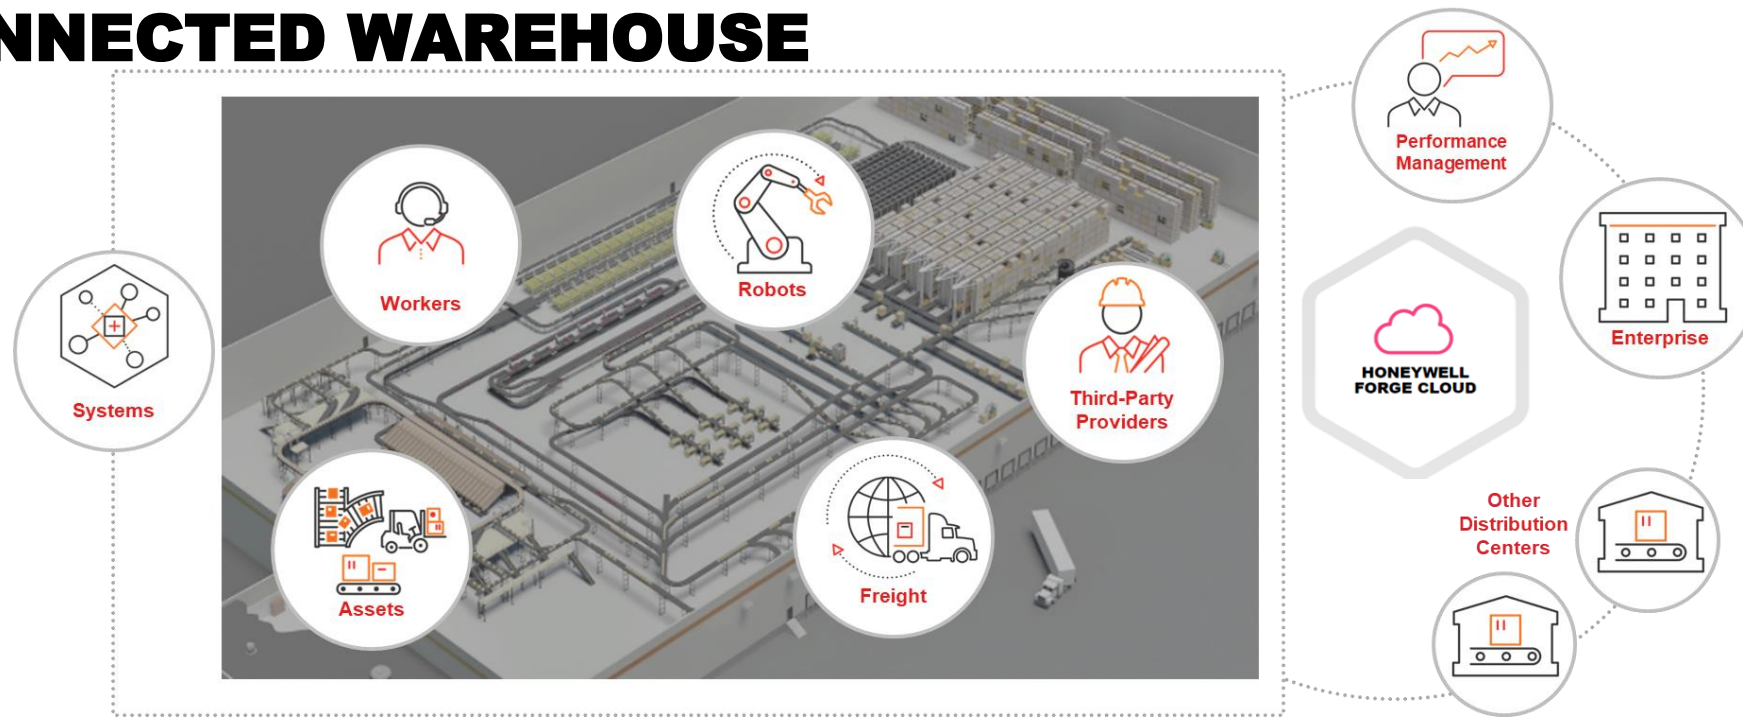 NNECTED WAREHOUSE
Performance
Management
Workers
Robots
Enterprise
Systems
Third-Party
Providers
HONEYWELL
FORGE CLOUD
Other
Distribution
Centers
Assets
Freight